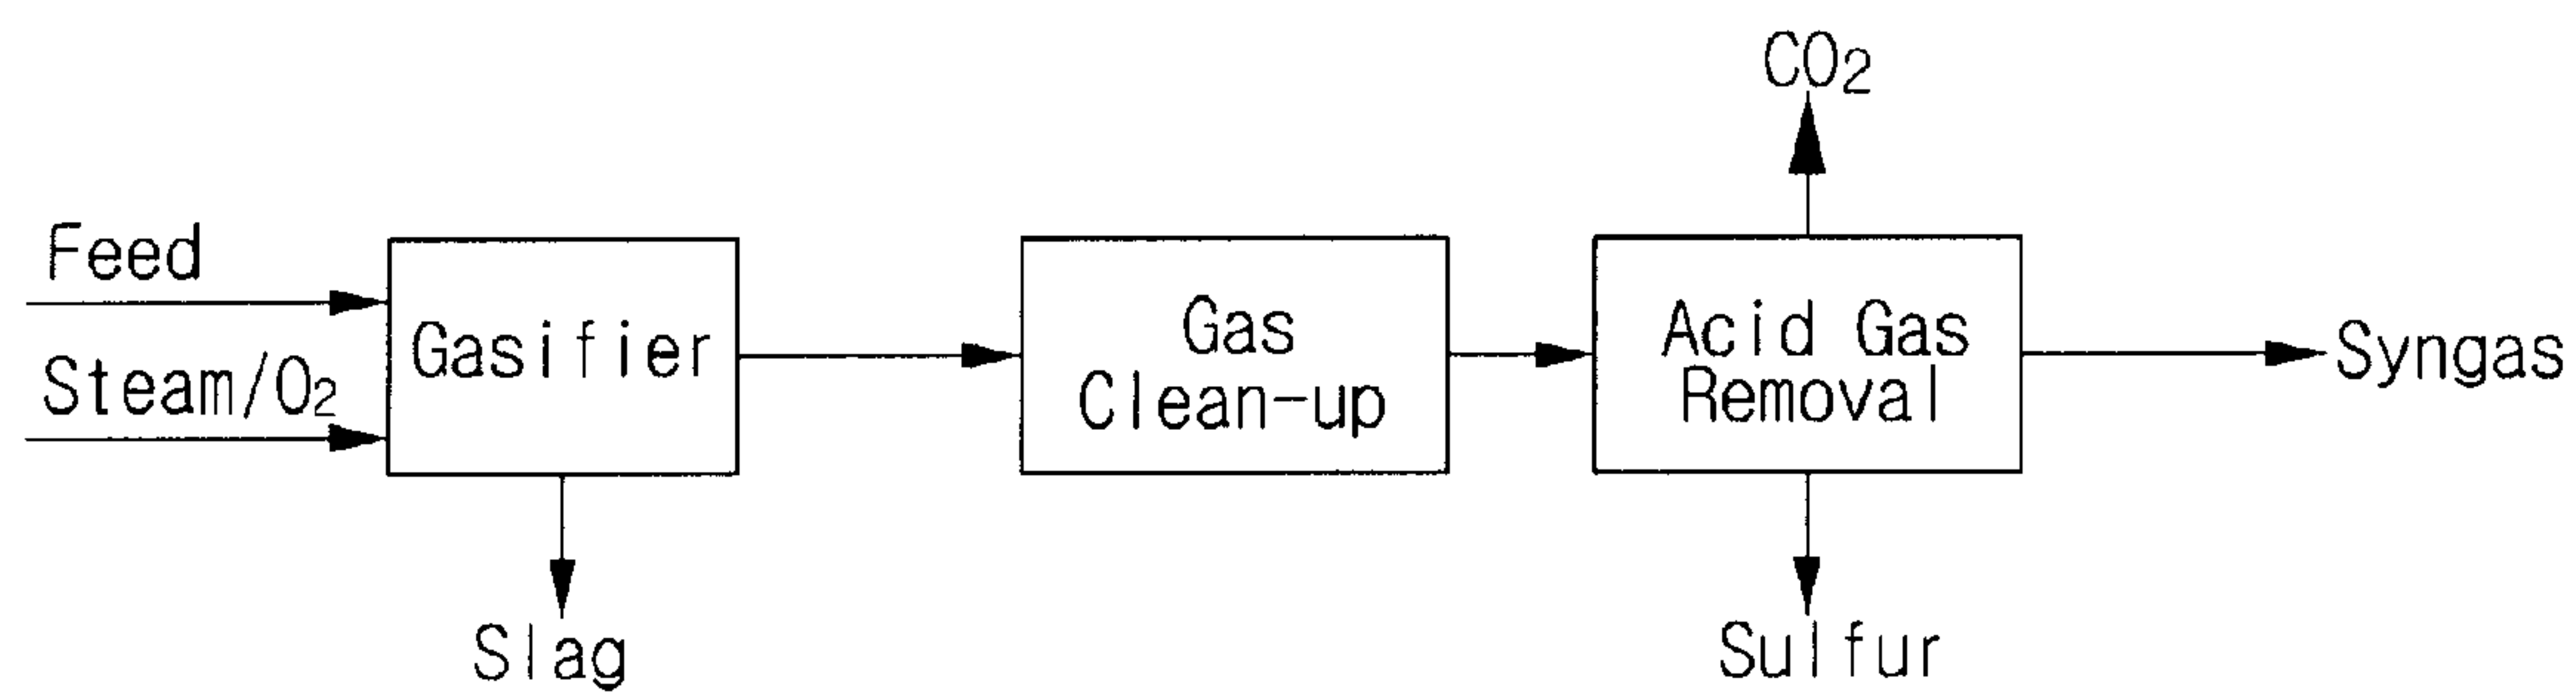 CO2
Feed
Steam/O2
Gasifier
Gas
Clean-up
Acid Gas
Removal
Syngas
Slag
Sulfur